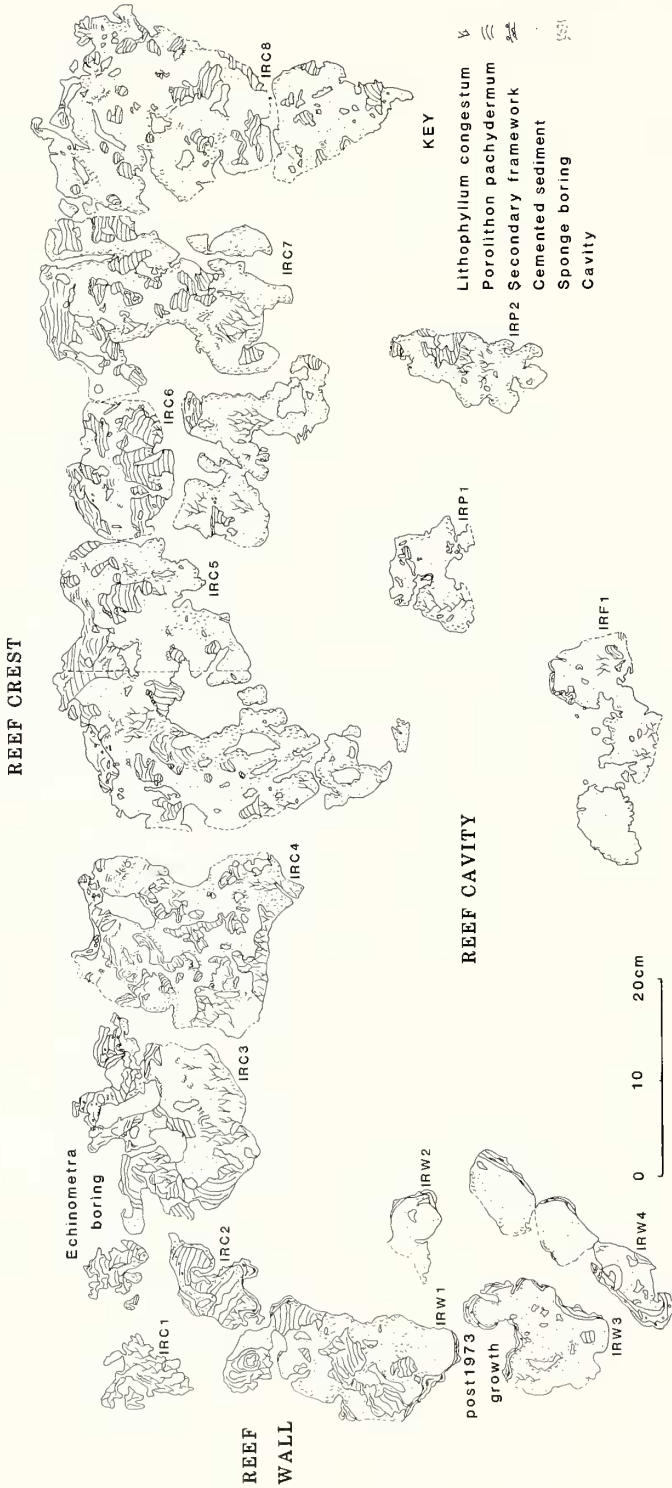 REEF CREST
Echinometra
boring
IRC1
IRC2
IRC3
IRC4
IRC5
IRC6
IRC7
IRC8
REEF
WALL
IRW1
IRW2
post1973
growth
IRW3
IRW4
REEF CAVITY
IRP1
IRP2
IRF1
KEY
Lithophyllum congestum
Porolithon pachydermum
Secondary framework
Cemented sediment
Sponge boring
Cavity
0 10 20cm